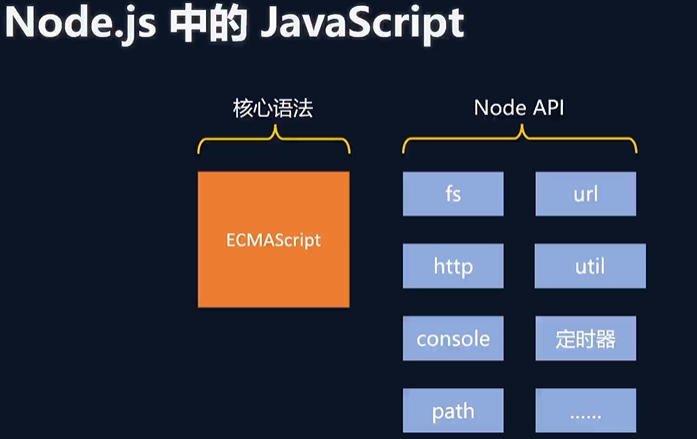 Node.js 中的 JavaScript
核心语法
Node API
ECMAScript
fs
url
http
util
console
定时器
path
......